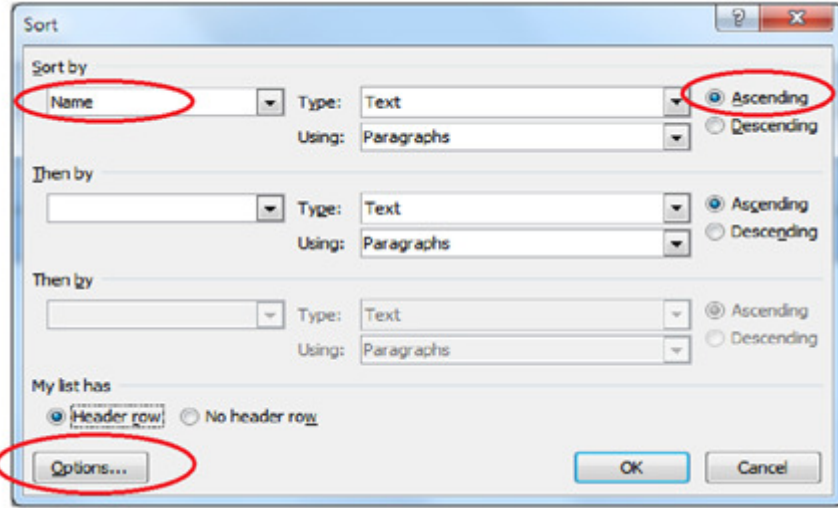 Sort
Sort by
Name Type: Text Ascending
Using: Paragraphs Descending
Then by
Type: Text Ascending
Using: Paragraphs Descending
Then by
Type: Text Ascending
Using: Paragraphs Descending
My list has
Header row No header row
Options... OK Cancel